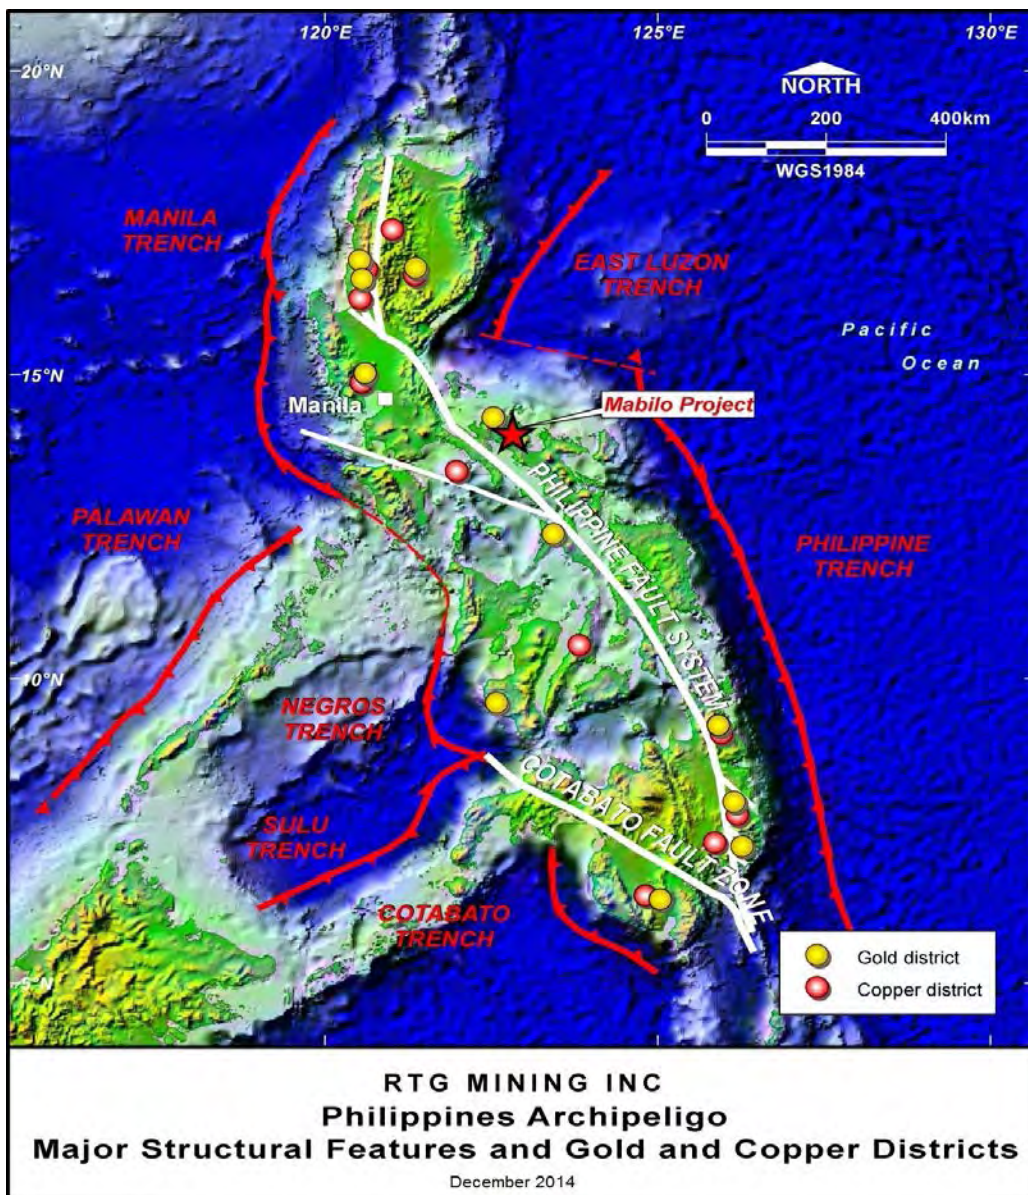 120°E
125°E
130°E
20°N
NORTH
0 200 400km
WGS1984
MANILA
TRENCH
EAST LUZON
TRENCH
Pacific
Ocean
15°N
Manila
Mabilo Project
PALAWAN
TRENCH
PHILIPPINE FAULT SYSTEM
PHILIPPINE
TRENCH
10°N
NEGROS
TRENCH
COTABATO FAULT ZONE
SULU
TRENCH
COTABATO
TRENCH
5°N
Gold district
Copper district
RTG MINING INC
Philippines Archipeligo
Major Structural Features and Gold and Copper Districts
December 2014